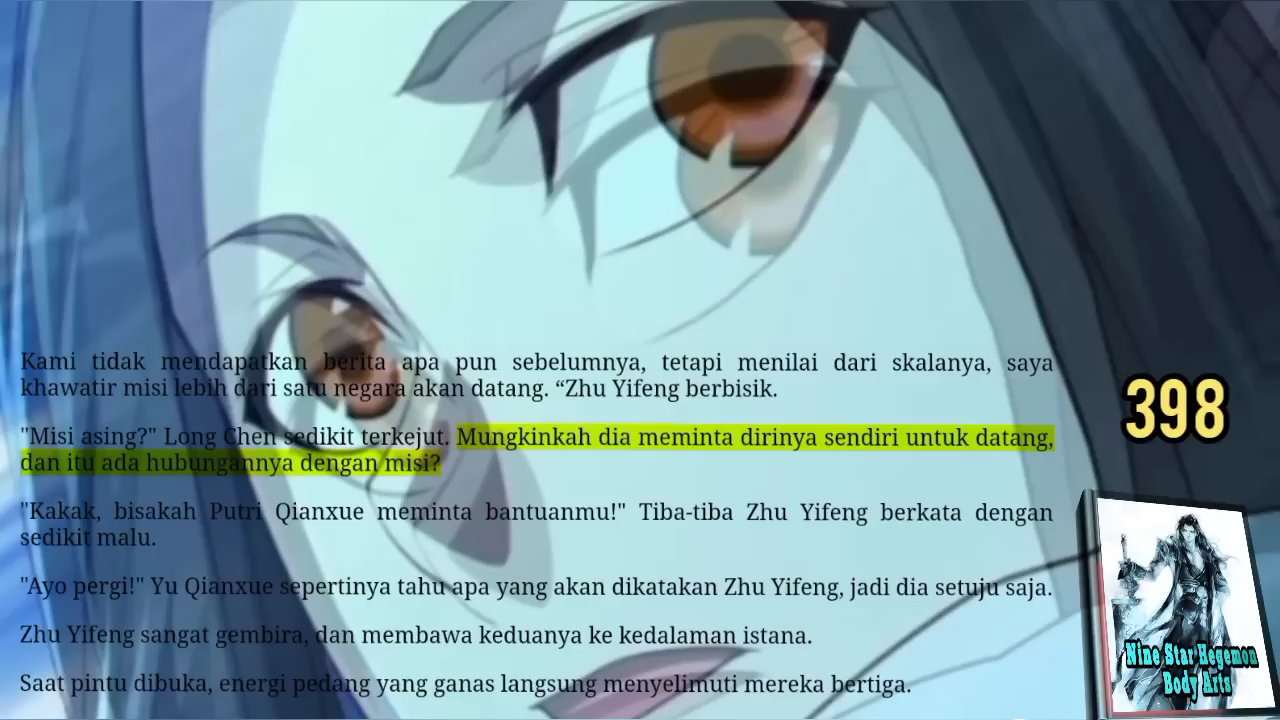 Kami tidak mendapatkan berita apa pun sebelumnya, tetapi menilai dari skalanya, saya
khawatir misi lebih dari satu negara akan datang. “Zhu Yifeng berbisik.
"Misi asing?" Long Chen sedikit terkejut. Mungkinkah dia meminta dirinya sendiri untuk datang,
dan itu ada hubungannya dengan misi?
"Kakak, bisakah Putri Qianxue meminta bantuanmu!" Tiba-tiba Zhu Yifeng berkata dengan
sedikit malu.
"Ayo pergi!" Yu Qianxue sepertinya tahu apa yang akan dikatakan Zhu Yifeng, jadi dia setuju saja.
Zhu Yifeng sangat gembira, dan membawa keduanya ke kedalaman istana.
Saat pintu dibuka, energi pedang yang ganas langsung menyelimuti mereka bertiga.
398
Nine Star Hegemon
Body Arts